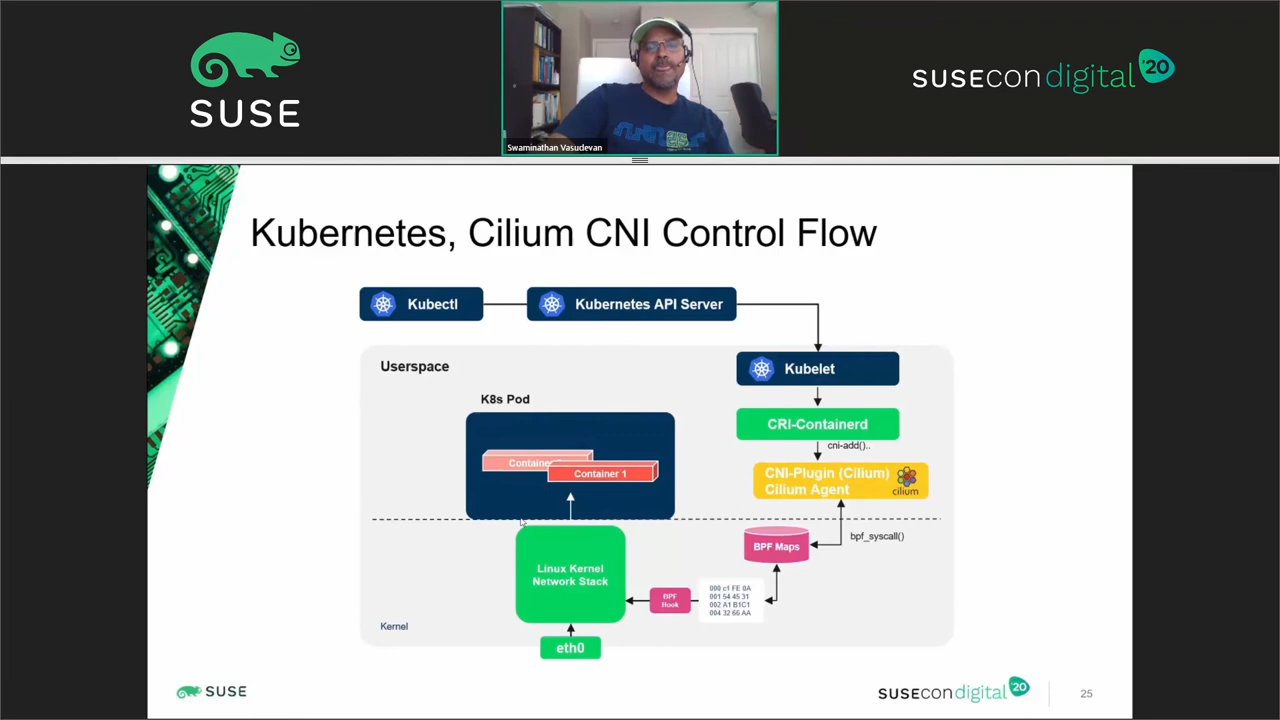 SUSE
SUSECON digital '20
Swaminathan Vasudevan
Kubernetes, Cilium CNI Control Flow
Kubectl
Kubernetes API Server
Userspace
Kubelet
K8s Pod
CRI-Containerd
cni-add()..
Container
Container 1
CNI-Plugin (Cilium)
Cilium Agent
cilium
bpf_syscall()
BPF Maps
Linux Kernel
Network Stack
BPF
Hook
000 c1 FE 0A
001 54 45 31
002 A1 B1C1
004 32 66 AA
Kernel
eth0
SUSE
SUSECON digital '20
25